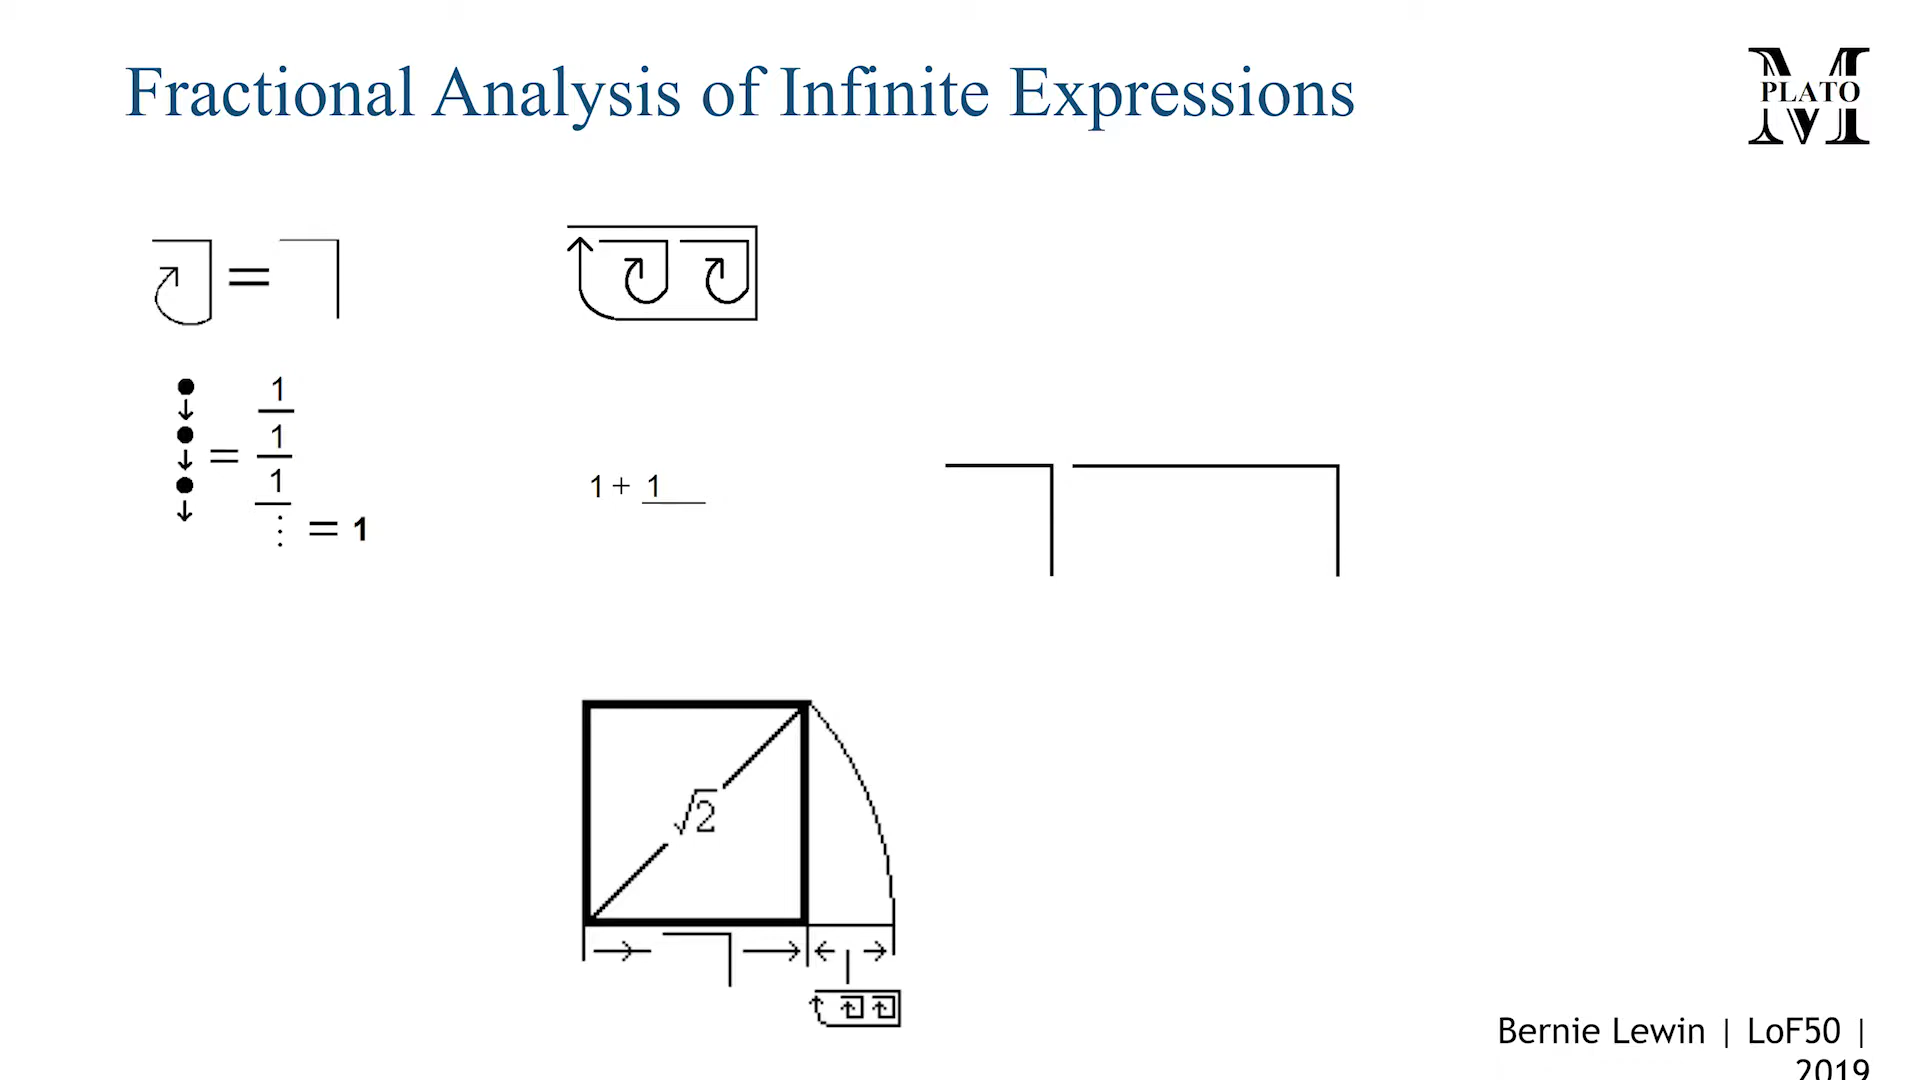 Fractional Analysis of Infinite Expressions
M
PLATO
=
1
1
= 1
⋮ = 1
1 + 1
√2
Bernie Lewin | LoF50 |
2019